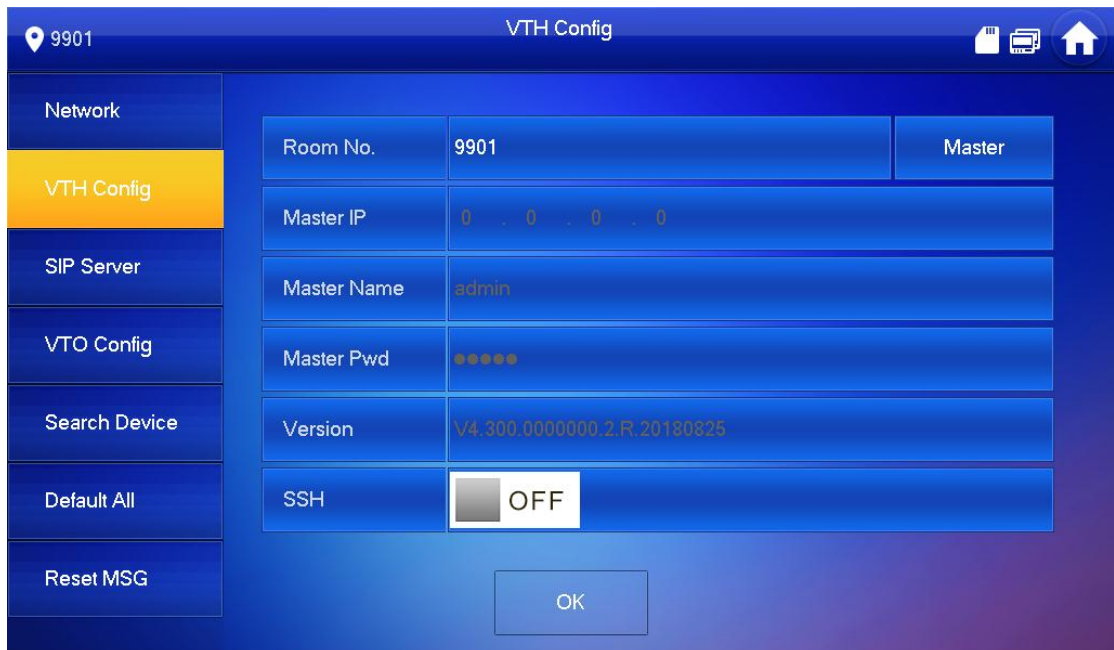 9901
VTH Config
Network
VTH Config
SIP Server
VTO Config
Search Device
Default All
Reset MSG
Room No. 9901 Master
Master IP 0 . 0 . 0 . 0
Master Name admin
Master Pwd ●●●●●
Version V4.300.0000000.2.R.20180825
SSH OFF
OK